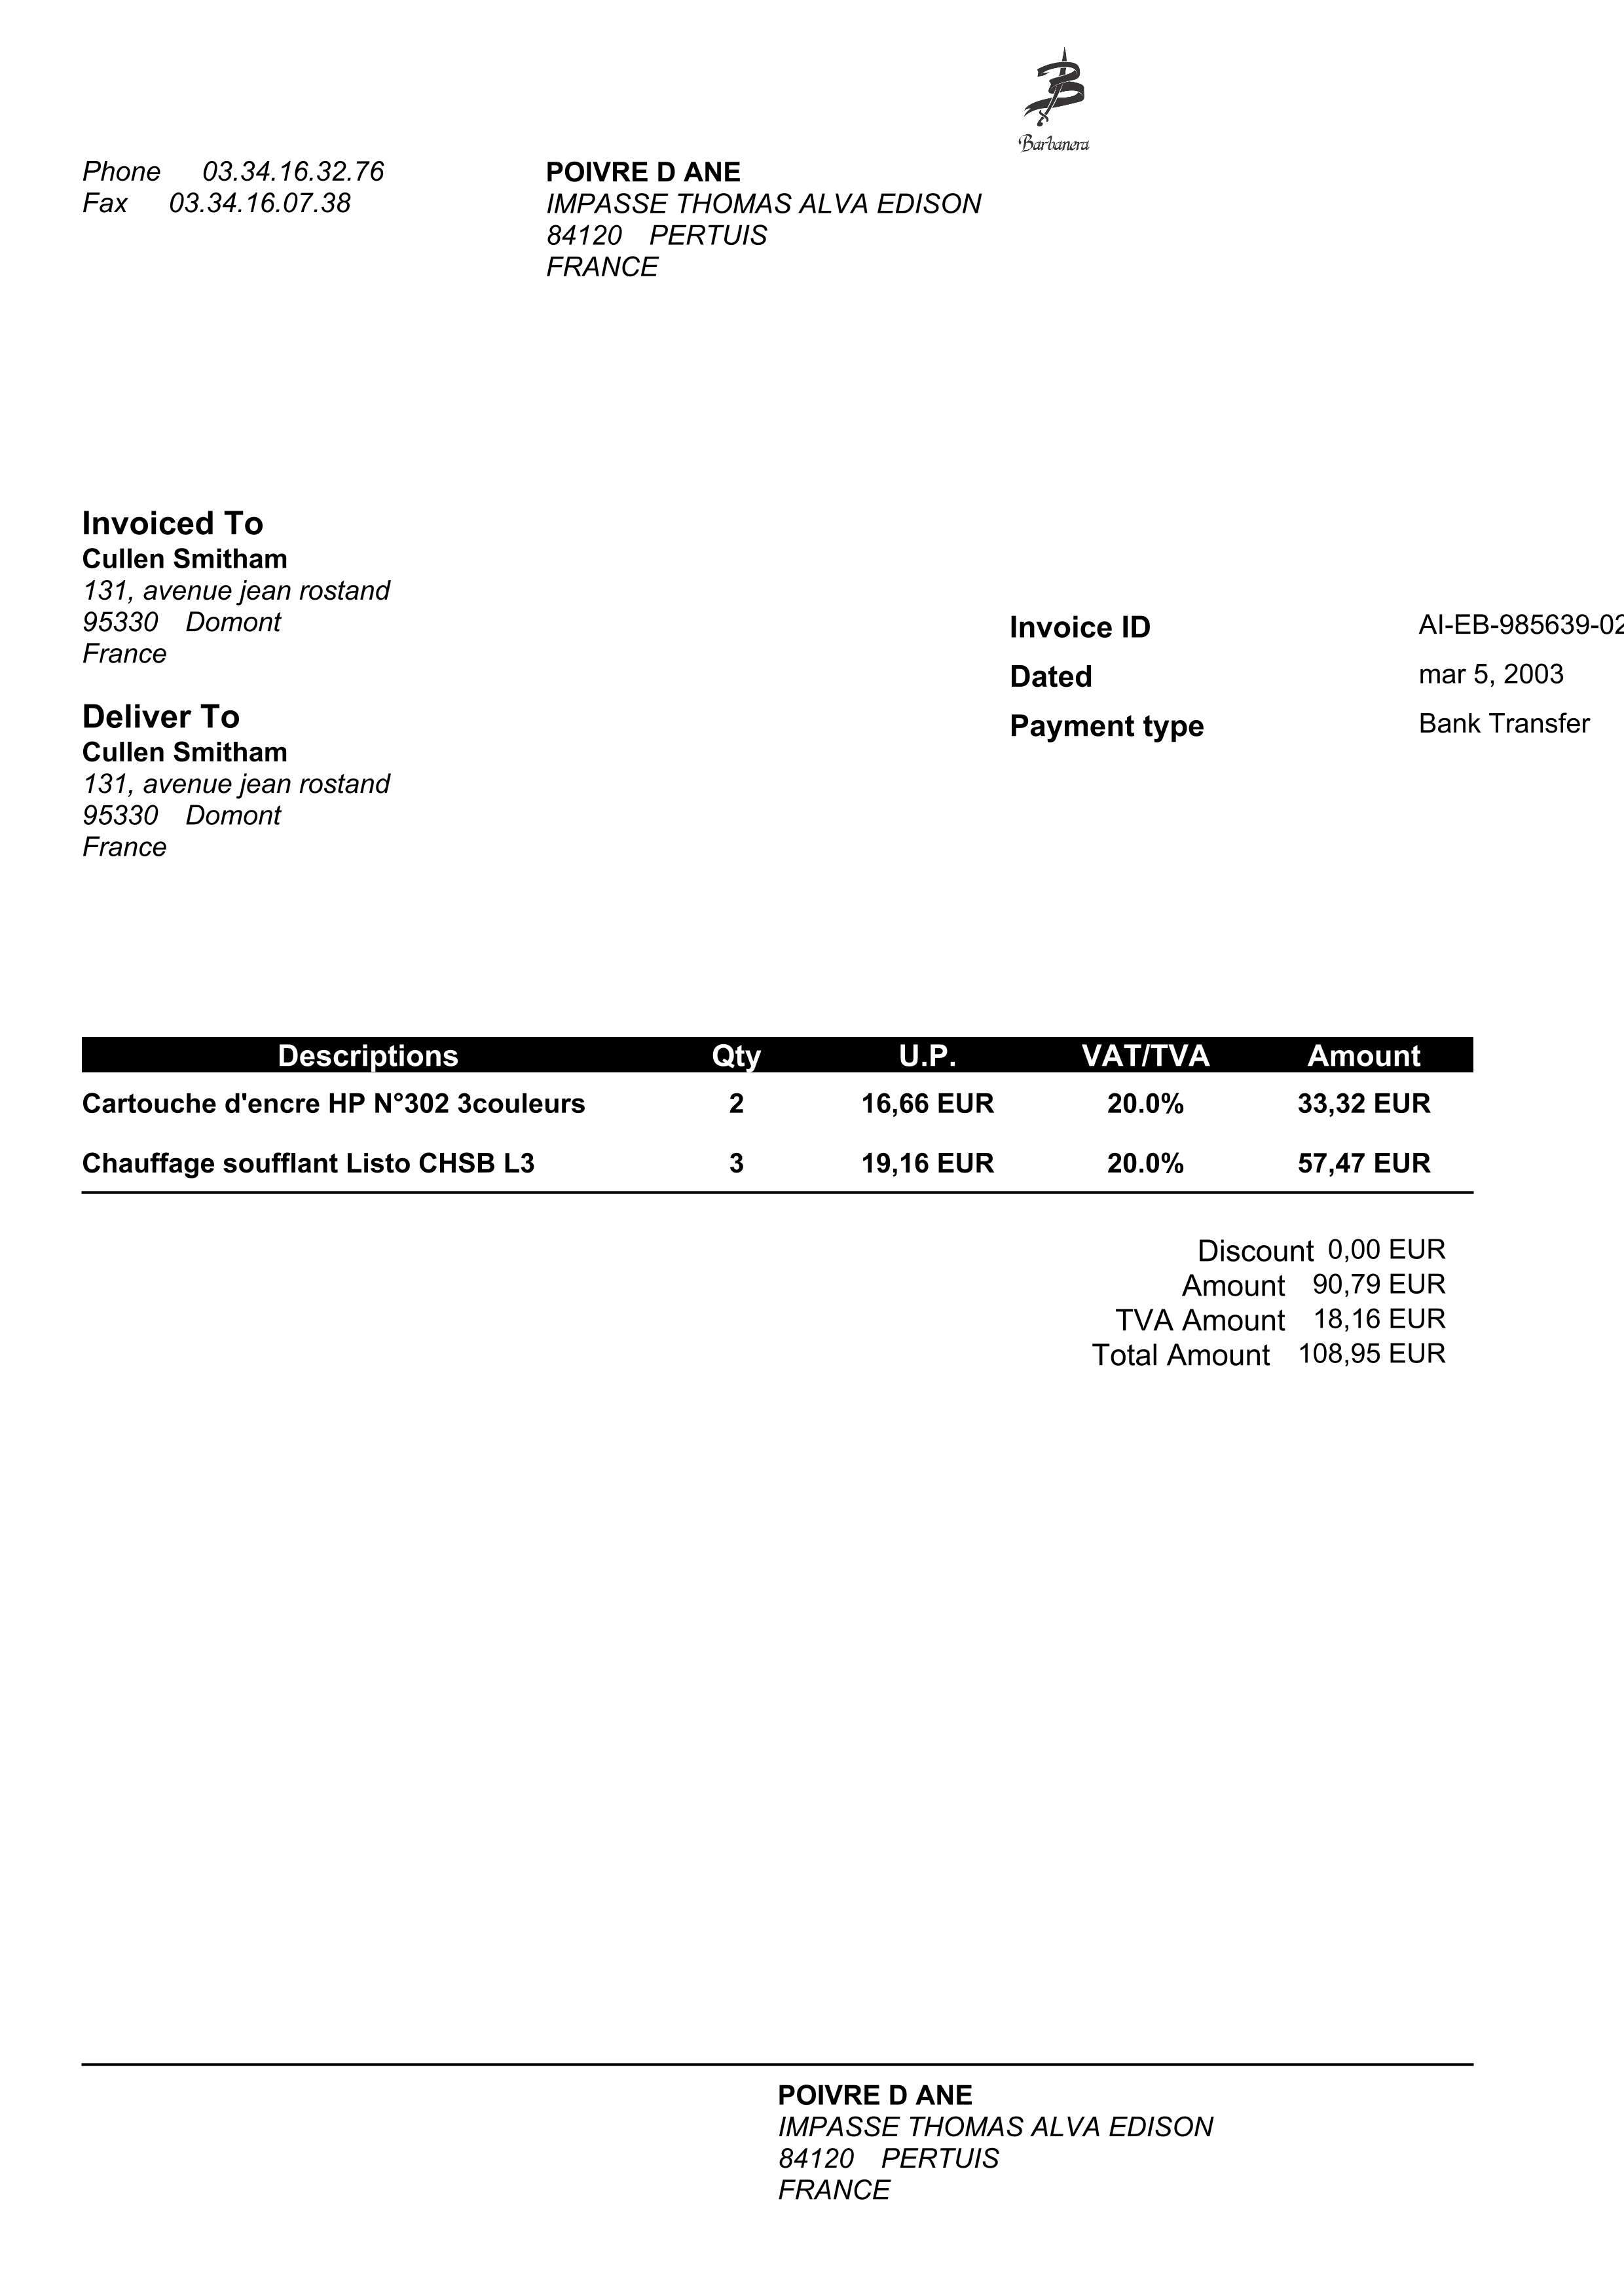 Barbanera
Phone 03.34.16.32.76
Fax 03.34.16.07.38
POIVRE D ANE
IMPASSE THOMAS ALVA EDISON
84120 PERTUIS
FRANCE
Invoiced To
Cullen Smitham
131, avenue jean rostand
95330 Domont
France
Deliver To
Cullen Smitham
131, avenue jean rostand
95330 Domont
France
Invoice ID AI-EB-985639-02
Dated mar 5, 2003
Payment type Bank Transfer
Descriptions Qty U.P. VAT/TVA Amount
Cartouche d'encre HP N°302 3couleurs 2 16,66 EUR 20.0% 33,32 EUR
Chauffage soufflant Listo CHSB L3 3 19,16 EUR 20.0% 57,47 EUR
Discount 0,00 EUR
Amount 90,79 EUR
TVA Amount 18,16 EUR
Total Amount 108,95 EUR
POIVRE D ANE
IMPASSE THOMAS ALVA EDISON
84120 PERTUIS
FRANCE